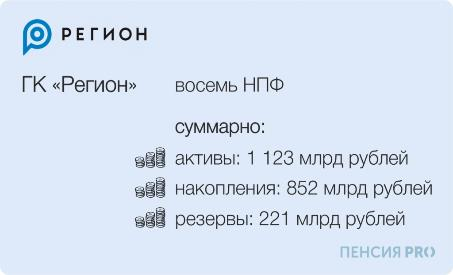 РЕГИОН
ГК «Регион» восемь НПФ
суммарно:
активы: 1 123 млрд рублей
накопления: 852 млрд рублей
резервы: 221 млрд рублей
ПЕНСИЯ PRO